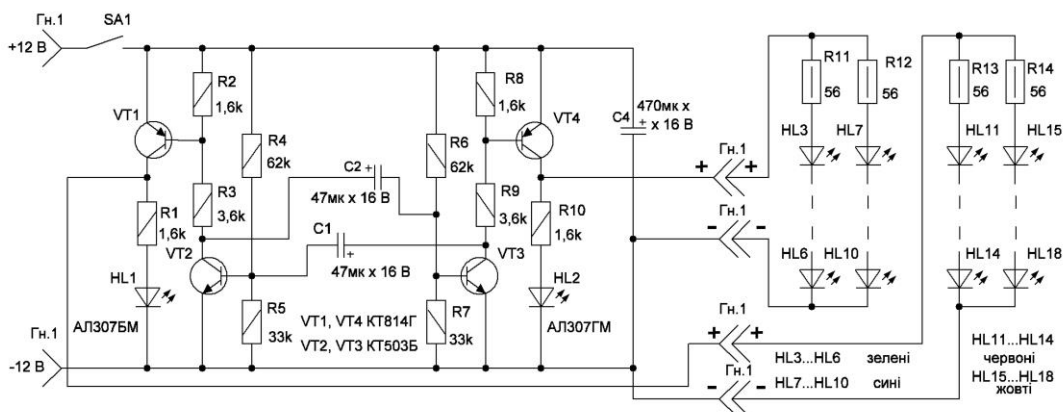 Гн.1
SA1
+12 В
R2
1,6k
VT1
R4
62k
R3
3,6k
R1
1,6k
VT2
HL1
АЛ307БМ
R5
33k
C2 +
47мк x 16 В
C1
+
47мк x 16 В
VT1, VT4 КТ814Г
VT2, VT3 КТ503Б
R8
1,6k
R6
62k
VT4
R9
3,6k
R10
1,6k
VT3
HL2
АЛ307ГМ
R7
33k
470мк x
C4 + x 16 В
Гн.1
-12 В
Гн.1
+ +
Гн.1
- -
Гн.1
+ +
Гн.1
- -
R11
56
R12
56
R13
56
R14
56
HL3
HL7
HL11
HL15
HL6
HL10
HL14
HL18
HL3...HL6 зелені
HL7...HL10 сині
HL11...HL14
червоні
HL15...HL18
жовті